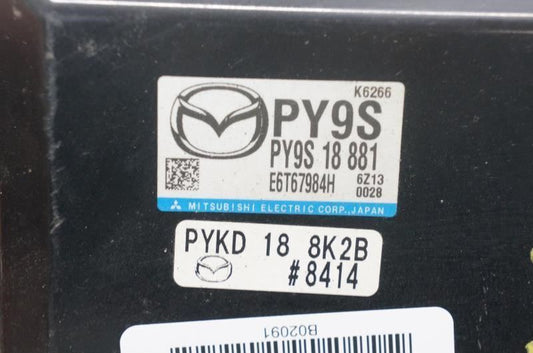 K6266
PY9S
PY9S 18 881
E6T67984H 6Z13
0028
MITSUBISHI ELECTRIC CORP., JAPAN
PYKD 18 8K2B
#8414
B02091